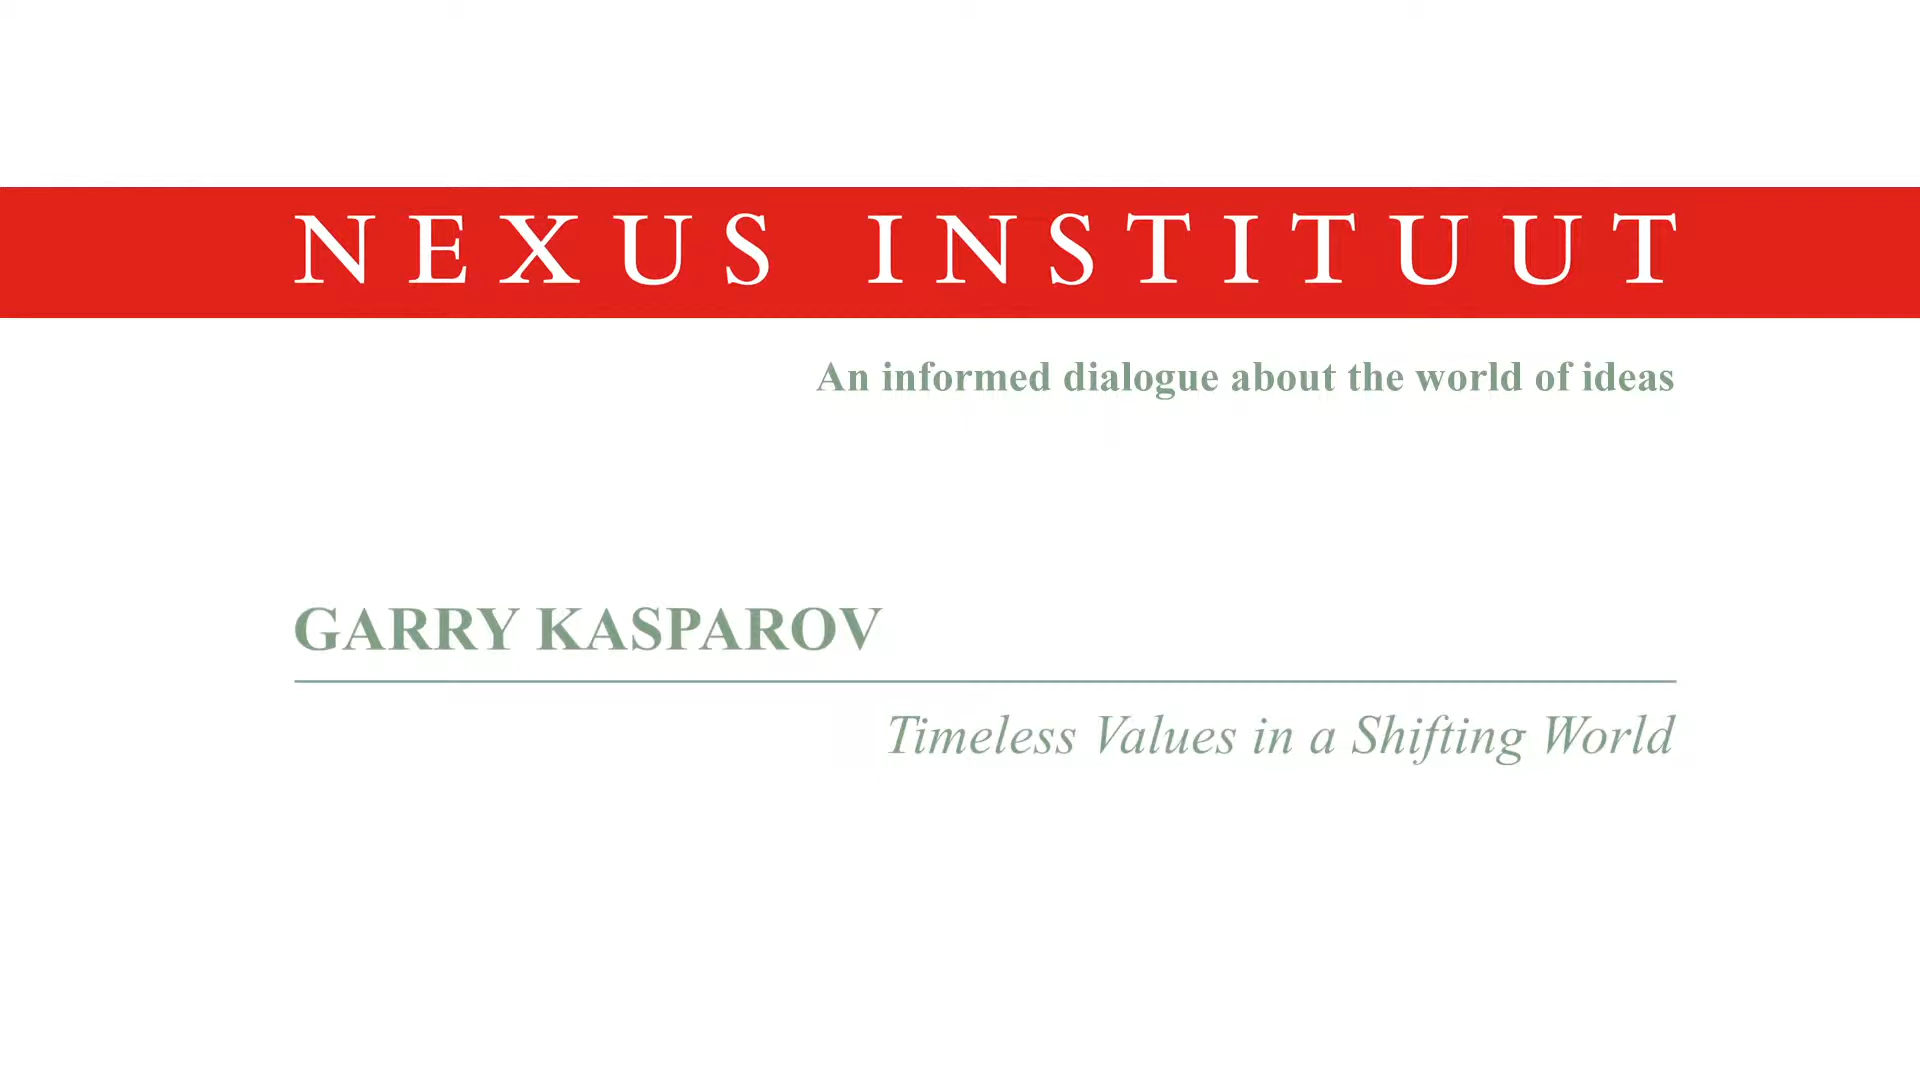 NEXUS INSTITUUT
An informed dialogue about the world of ideas
GARRY KASPAROV
Timeless Values in a Shifting World